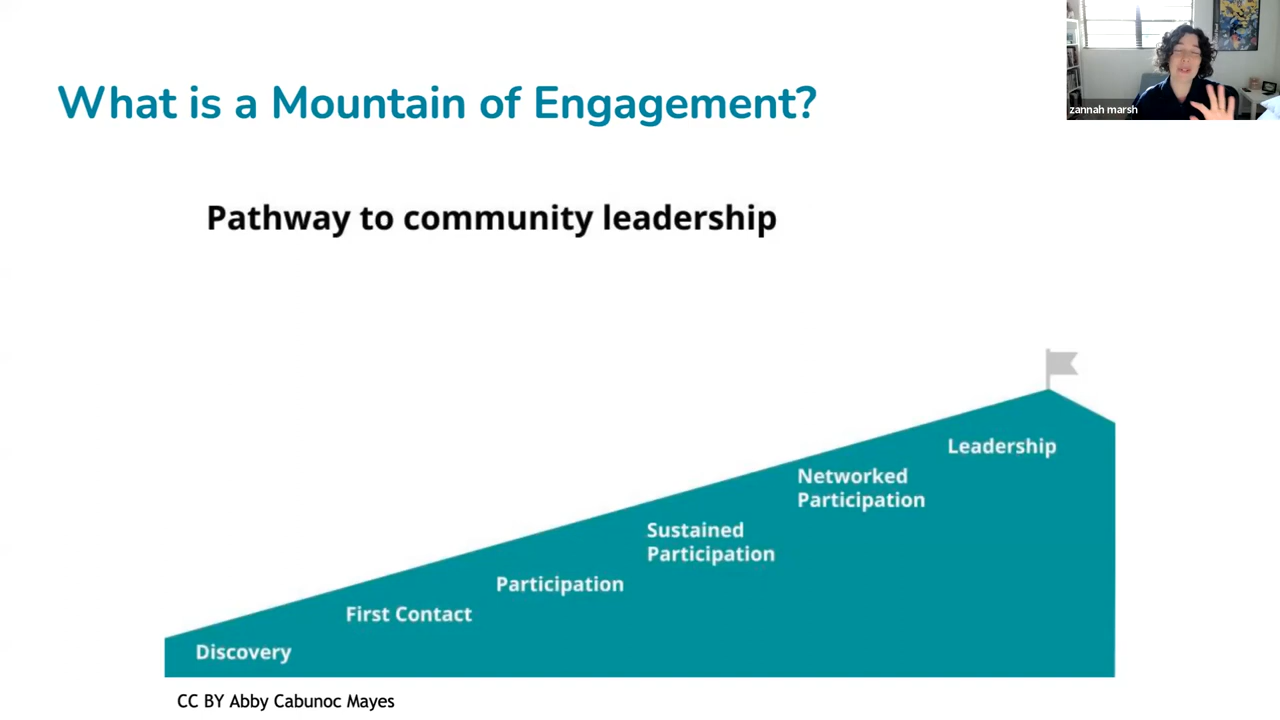 What is a Mountain of Engagement?
zannah marsh
Pathway to community leadership
Leadership
Networked
Participation
Sustained
Participation
Participation
First Contact
Discovery
CC BY Abby Cabunoc Mayes